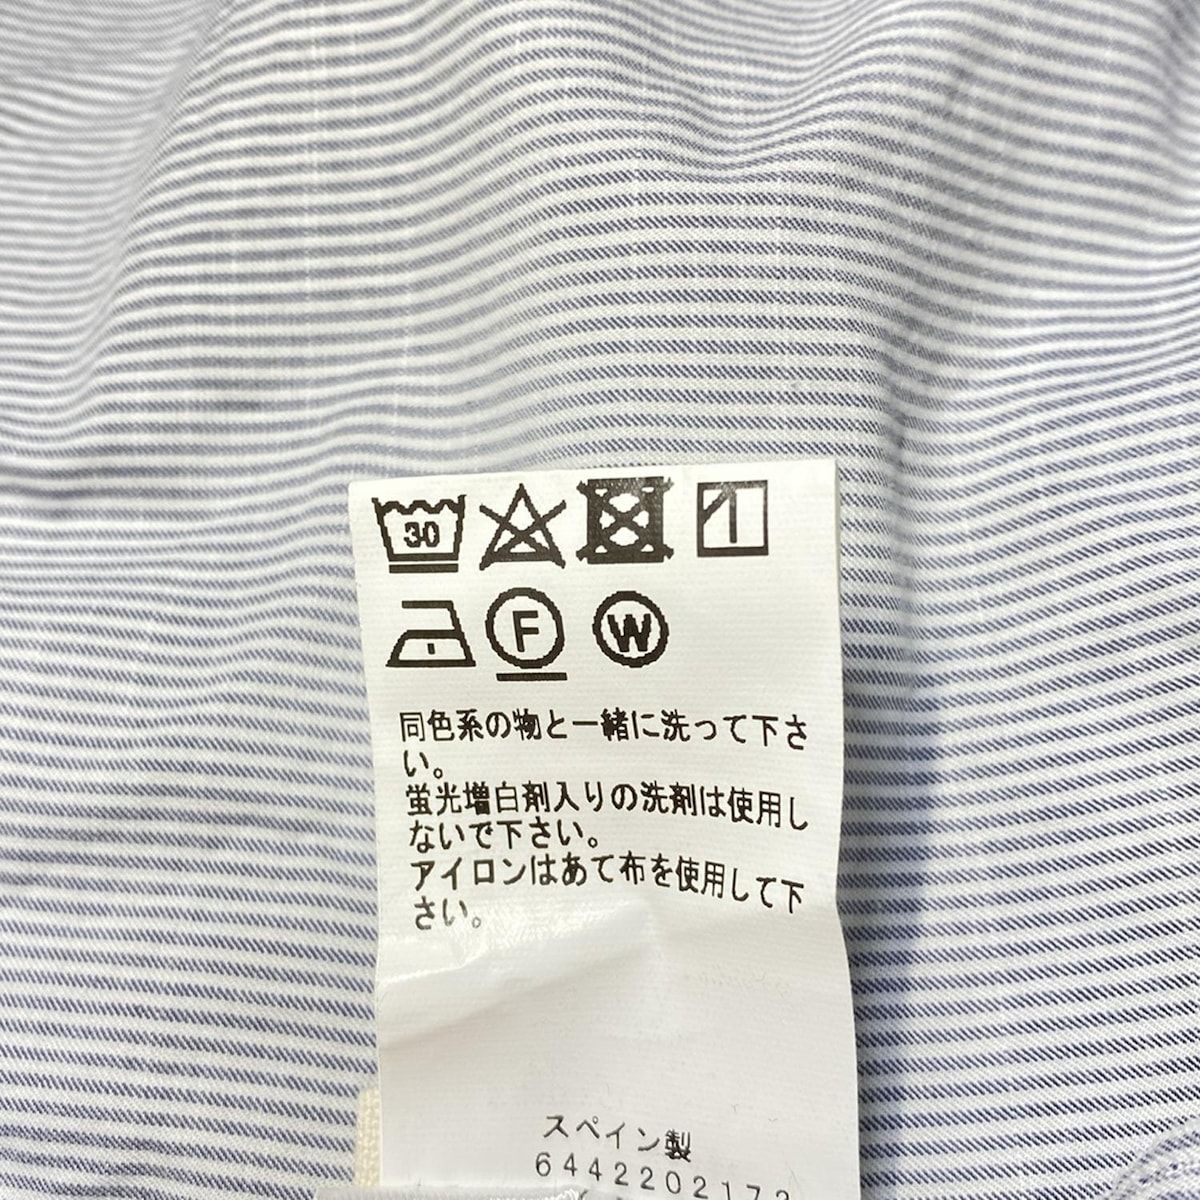 30
F W
同色系の物と一緒に洗って下さ
い。
蛍光増白剤入りの洗剤は使用し
ないで下さい。
アイロンはあて布を使用して下
さい。
スペイン製
6442202173